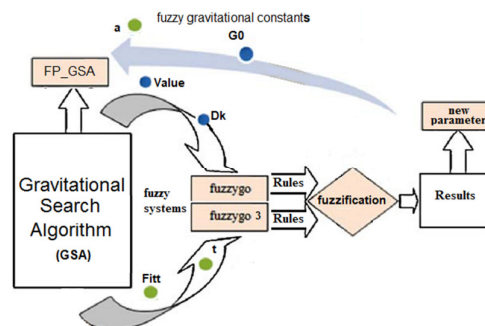 a
fuzzy gravitational constants
G0
FP_GSA
Value
Dk
new
parameter
Gravitational
Search
Algorithm
(GSA)
fuzzy
systems
fuzzygo
fuzzygo 3
Rules
Rules
fuzzification
Results
t
Fitt